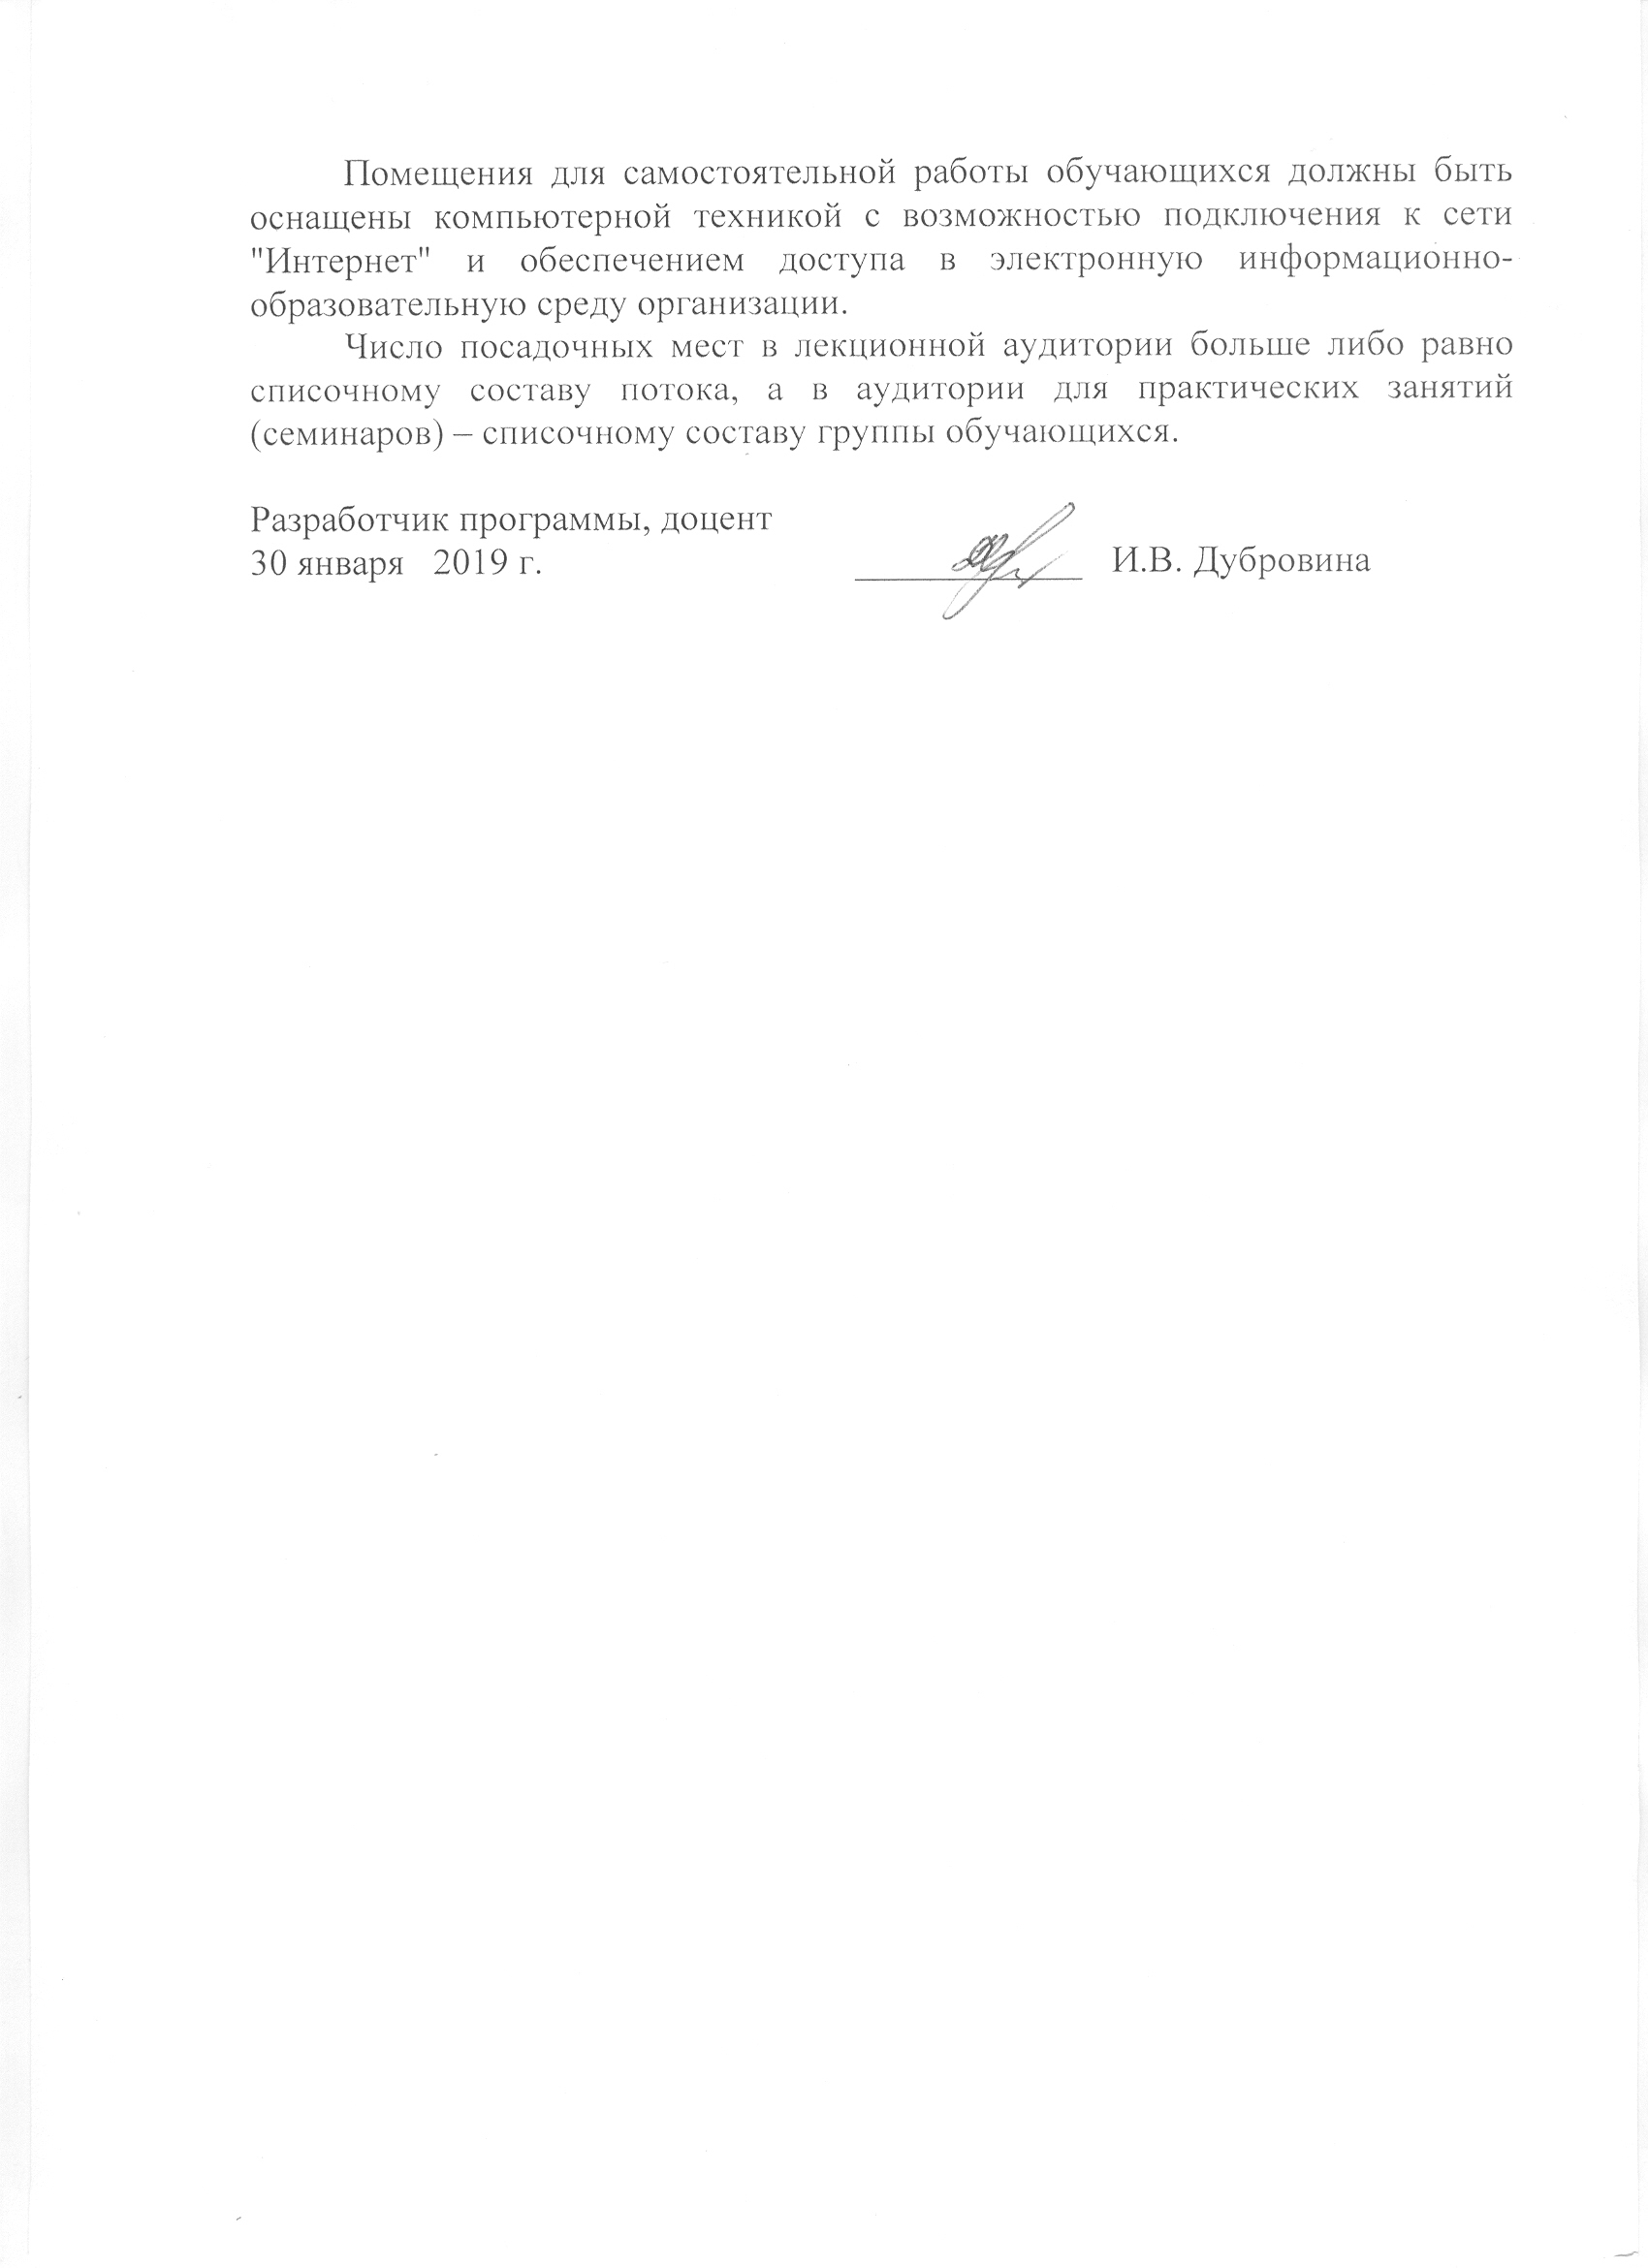 Помещения для самостоятельной работы обучающихся должны быть
оснащены компьютерной техникой с возможностью подключения к сети
"Интернет" и обеспечением доступа в электронную информационно-
образовательную среду организации.
Число посадочных мест в лекционной аудитории больше либо равно
списочному составу потока, а в аудитории для практических занятий
(семинаров) – списочному составу группы обучающихся.
Разработчик программы, доцент
30 января 2019 г. ____________ И.В. Дубровина